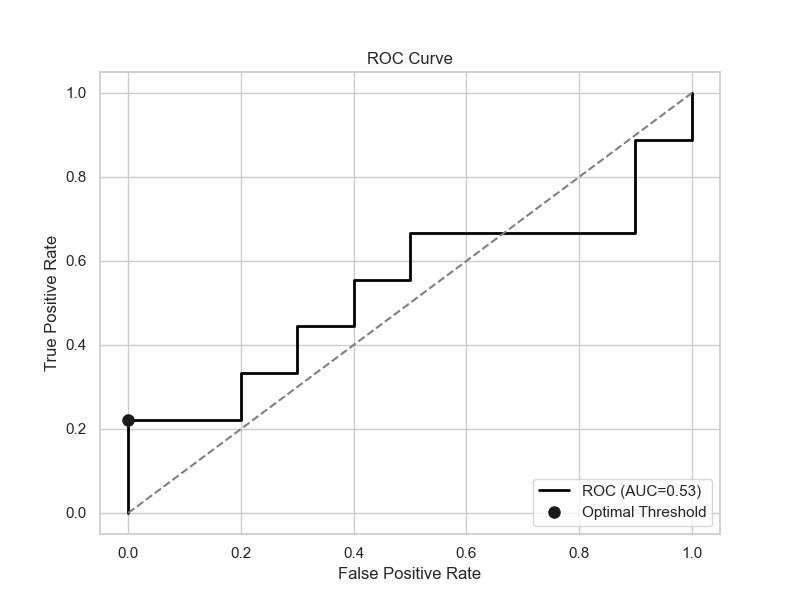 ROC Curve
1.0
0.8
0.6
0.4
0.2
0.0
True Positive Rate
0.0 0.2 0.4 0.6 0.8 1.0
False Positive Rate
ROC (AUC=0.53)
Optimal Threshold